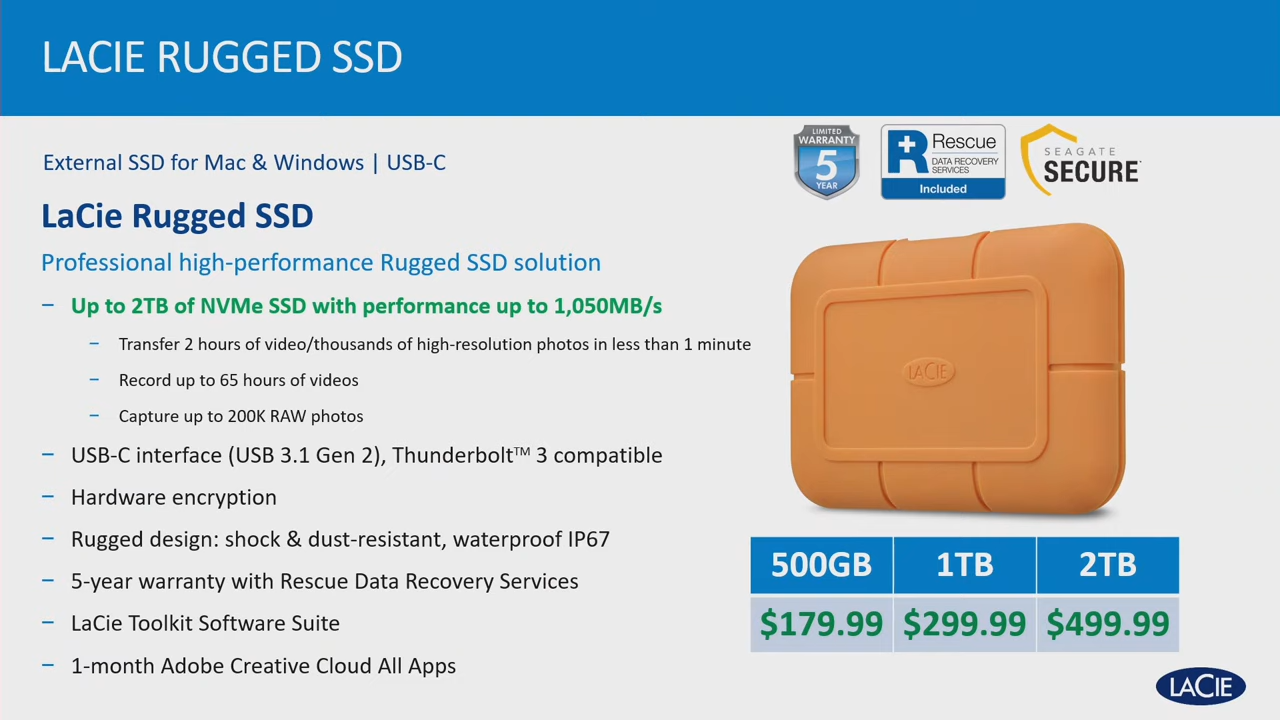 LACIE RUGGED SSD
External SSD for Mac & Windows | USB-C
LaCie Rugged SSD
Professional high-performance Rugged SSD solution
– Up to 2TB of NVMe SSD with performance up to 1,050MB/s
– Transfer 2 hours of video/thousands of high-resolution photos in less than 1 minute
– Record up to 65 hours of videos
– Capture up to 200K RAW photos
– USB-C interface (USB 3.1 Gen 2), Thunderbolt™ 3 compatible
– Hardware encryption
– Rugged design: shock & dust-resistant, waterproof IP67
– 5-year warranty with Rescue Data Recovery Services
– LaCie Toolkit Software Suite
– 1-month Adobe Creative Cloud All Apps
LIMITED
WARRANTY
5
YEAR
R
Rescue
DATA RECOVERY
SERVICES
Included
SEAGATE
SECURE
LACIE
500GB 1TB 2TB
$179.99 $299.99 $499.99
LACIE